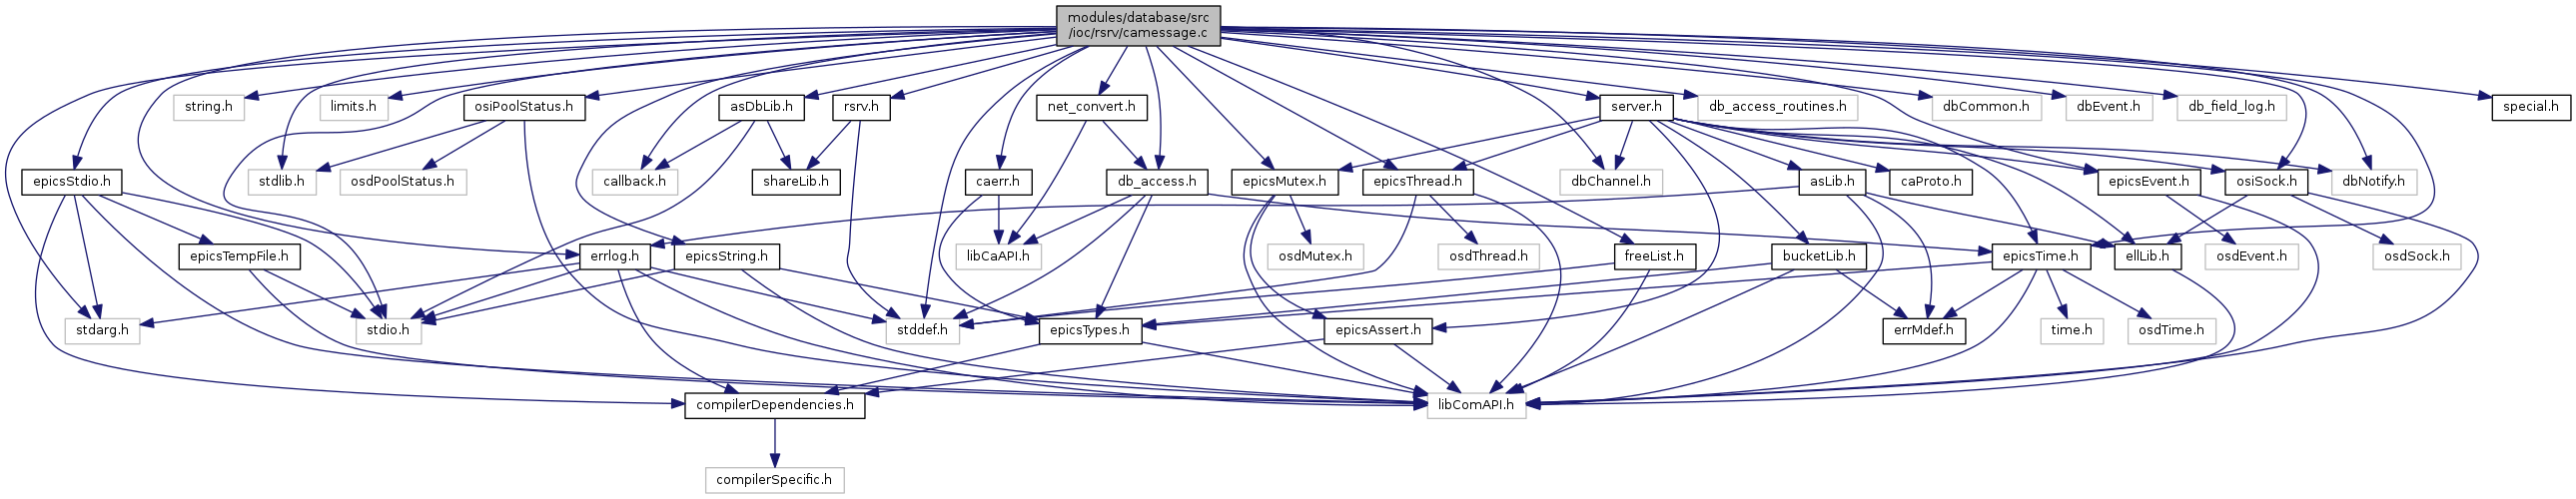 modules/database/src
/ioc/rsrv/camessage.c
string.h
limits.h
osiPoolStatus.h
asDbLib.h
rsrv.h
net_convert.h
server.h
db_access_routines.h
dbCommon.h
dbEvent.h
db_field_log.h
special.h
epicsStdio.h
stdlib.h
osdPoolStatus.h
callback.h
shareLib.h
caerr.h
db_access.h
epicsMutex.h
epicsThread.h
dbChannel.h
asLib.h
caProto.h
epicsEvent.h
osiSock.h
dbNotify.h
epicsTempFile.h
errlog.h
epicsString.h
libCaAPI.h
osdMutex.h
osdThread.h
freeList.h
bucketLib.h
epicsTime.h
ellLib.h
osdEvent.h
osdSock.h
stdarg.h
stdio.h
stddef.h
epicsTypes.h
epicsAssert.h
errMdef.h
time.h
osdTime.h
compilerDependencies.h
libComAPI.h
compilerSpecific.h